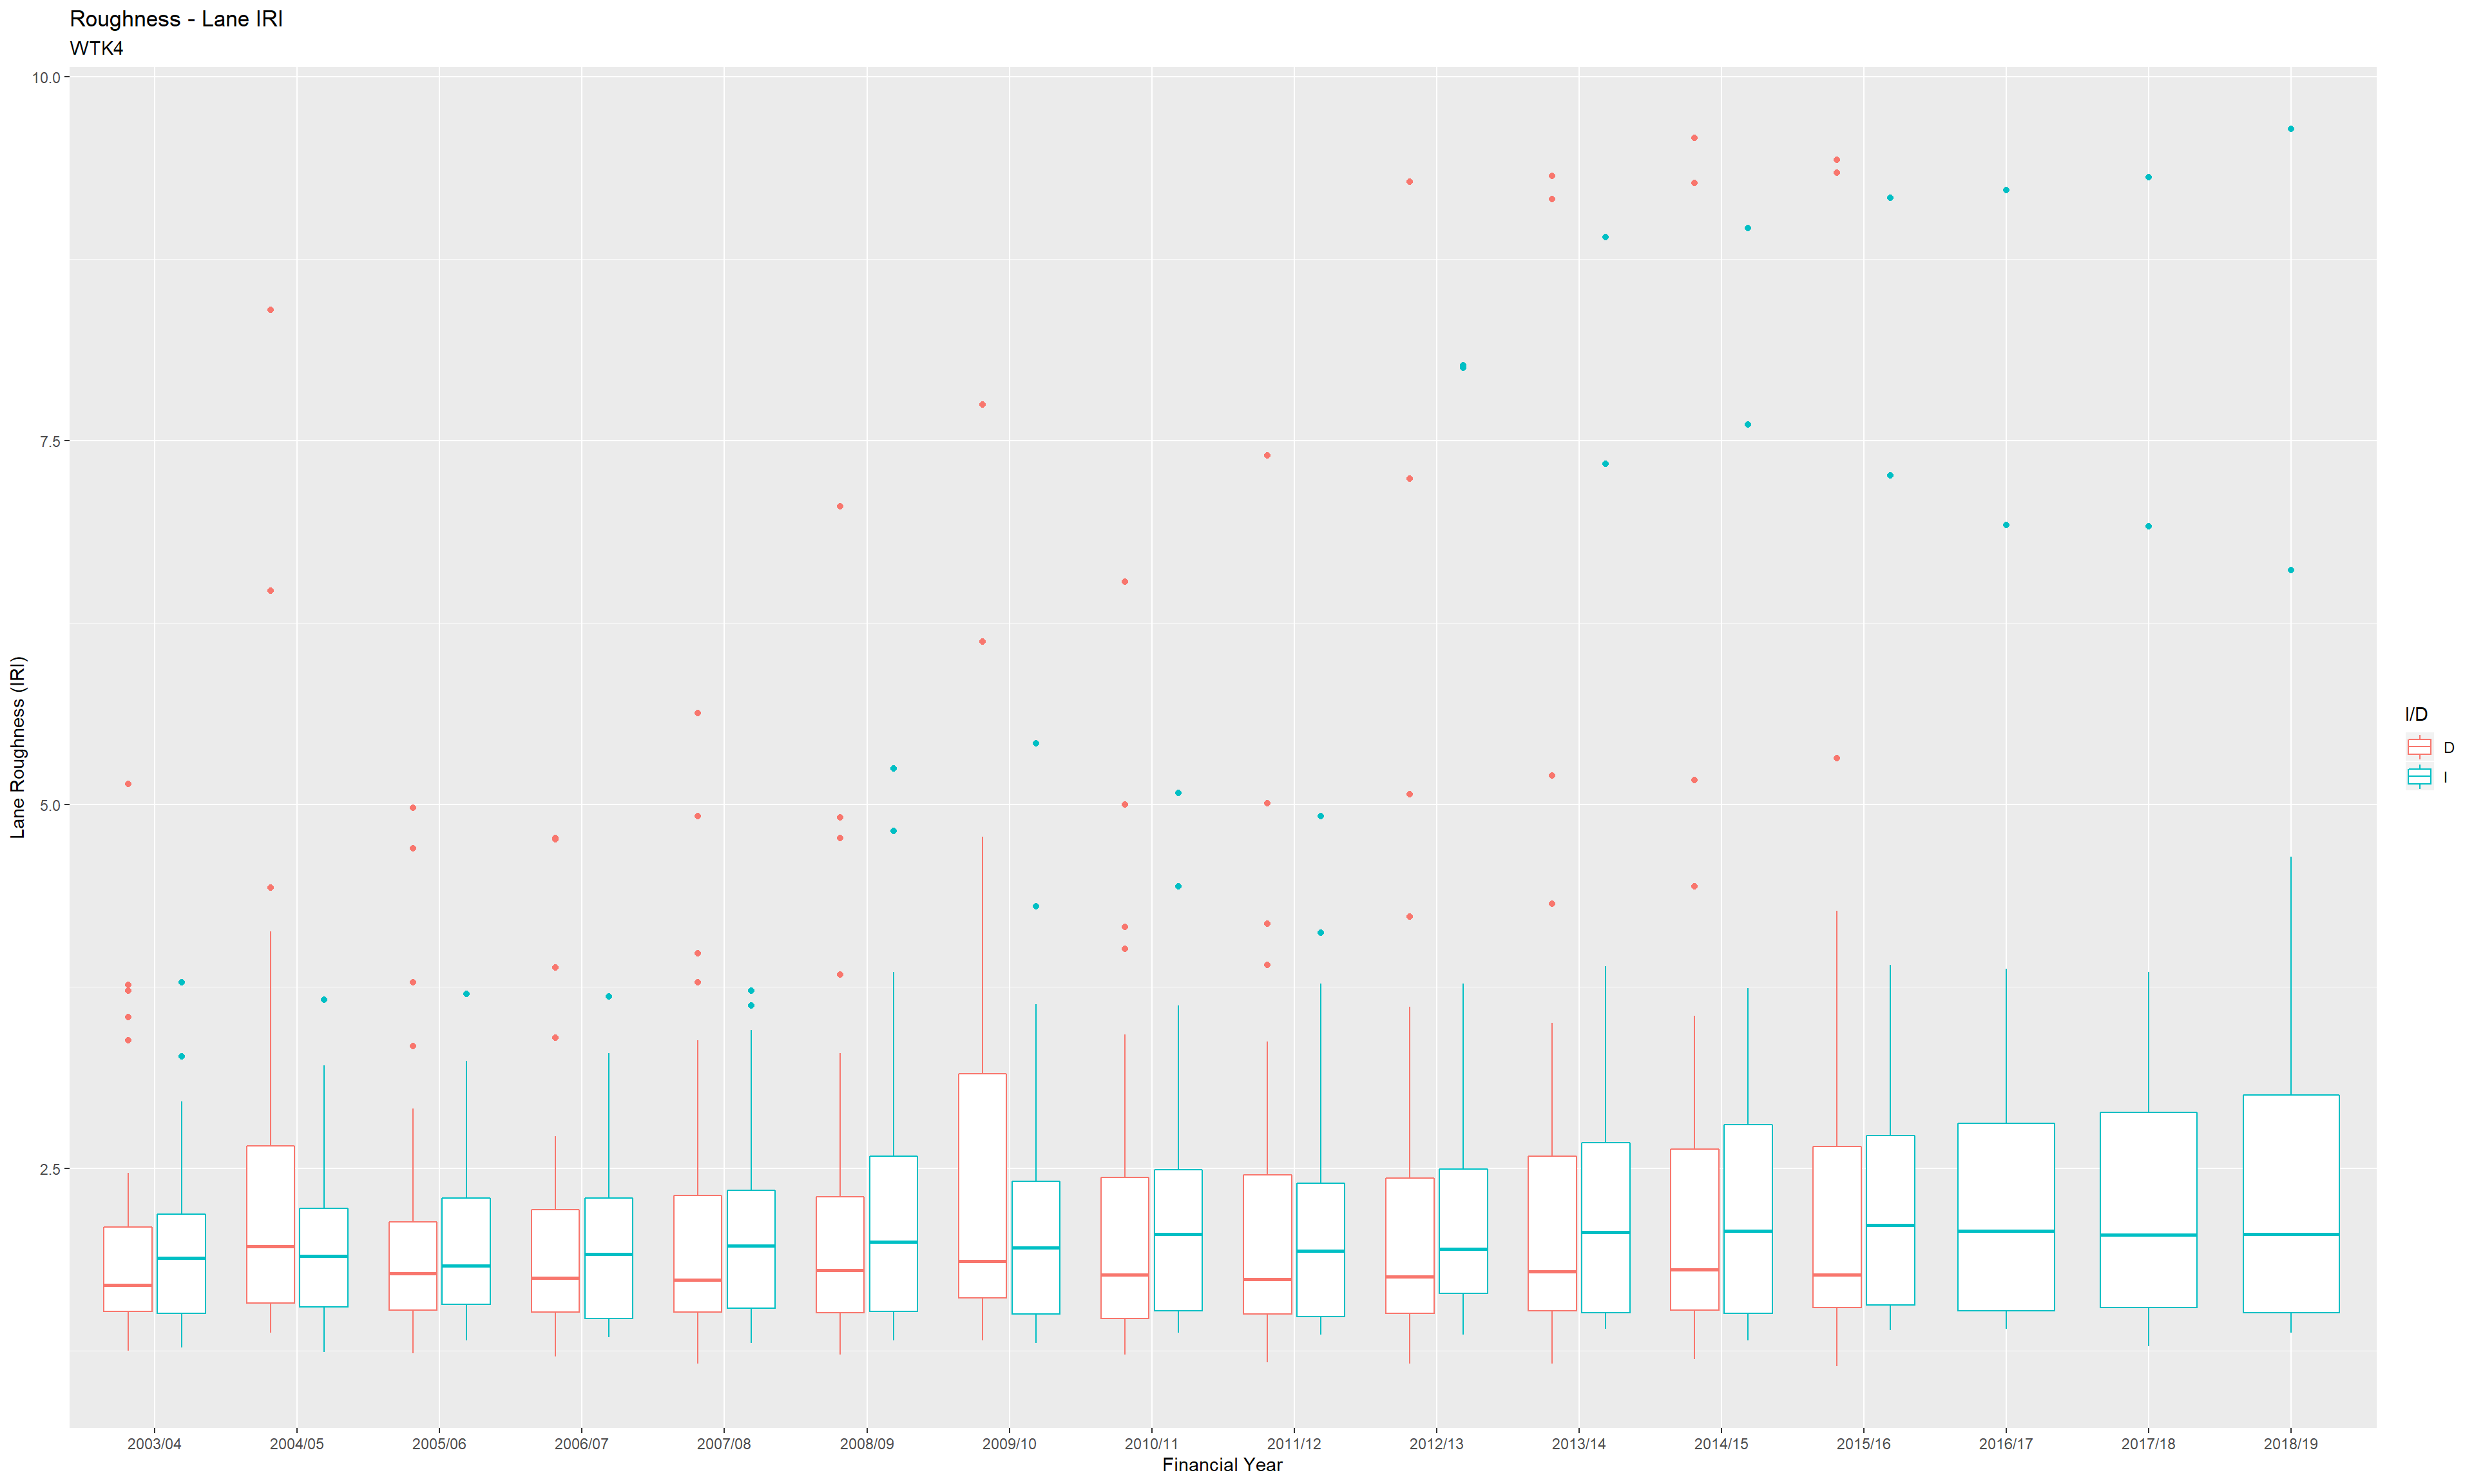 Roughness - Lane IRI
WTK4
10.0
7.5
5.0
2.5
Lane Roughness (IRI)
2003/04 2004/05 2005/06 2006/07 2007/08 2008/09 2009/10 2010/11 2011/12 2012/13 2013/14 2014/15 2015/16 2016/17 2017/18 2018/19
Financial Year
I/D
D
I